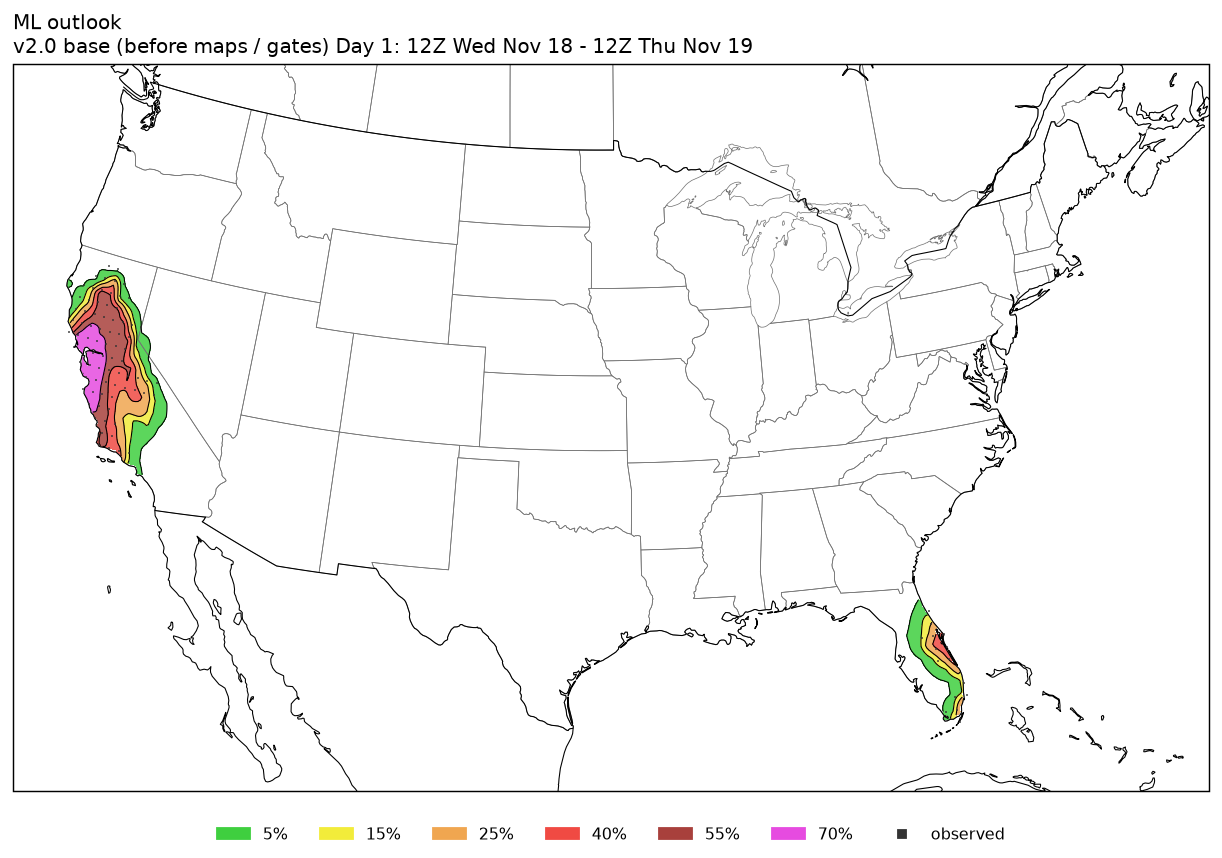 ML outlook
v2.0 base (before maps / gates) Day 1: 12Z Wed Nov 18 - 12Z Thu Nov 19
5% 15% 25% 40% 55% 70% observed